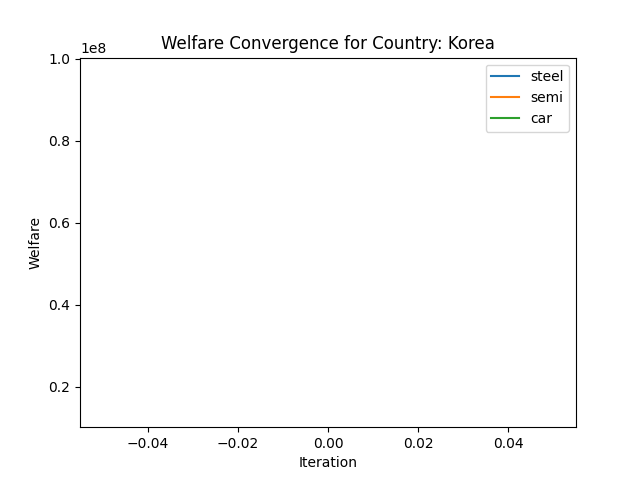 Welfare Convergence for Country: Korea
1e8
1.0
0.8
0.6
0.4
0.2
Welfare
steel
semi
car
−0.04 −0.02 0.00 0.02 0.04
Iteration